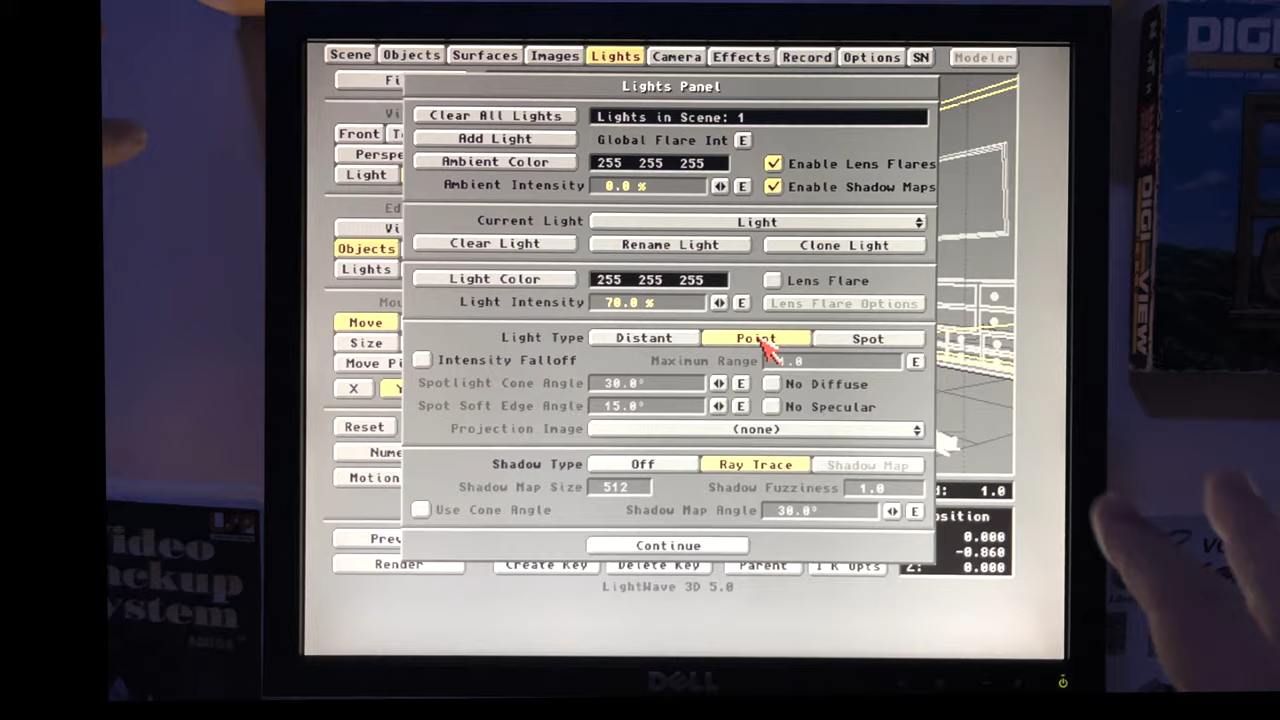 Scene Objects Surfaces Images Lights Camera Effects Record Options SN Modeler
Lights Panel
Clear All Lights Lights in Scene: 1
Add Light Global Flare Int E
Ambient Color 255 255 255 Enable Lens Flares
Ambient Intensity 0.0 % E Enable Shadow Maps
Current Light Light
Clear Light Rename Light Clone Light
Light Color 255 255 255 Lens Flare
Light Intensity 70.0 % E Lens Flare Options
Light Type Distant Point Spot
Intensity Falloff Maximum Range E
Spotlight Cone Angle 30.0° E No Diffuse
Spot Soft Edge Angle 15.0° E No Specular
Projection Image (none)
Shadow Type Off Ray Trace Shadow Map
Shadow Map Size 512 Shadow Fuzziness 1.0
Use Cone Angle Shadow Map Angle 30.0° E
Continue
Front
Light
Objects
Lights
Move
Size
X
Reset
Motion
Render Create Key Delete Key Parent I K Opts
1.0
0.000
-0.860
Z: 0.000
LightWave 3D 5.0
DELL
DIGI-VIEW
AMIGA